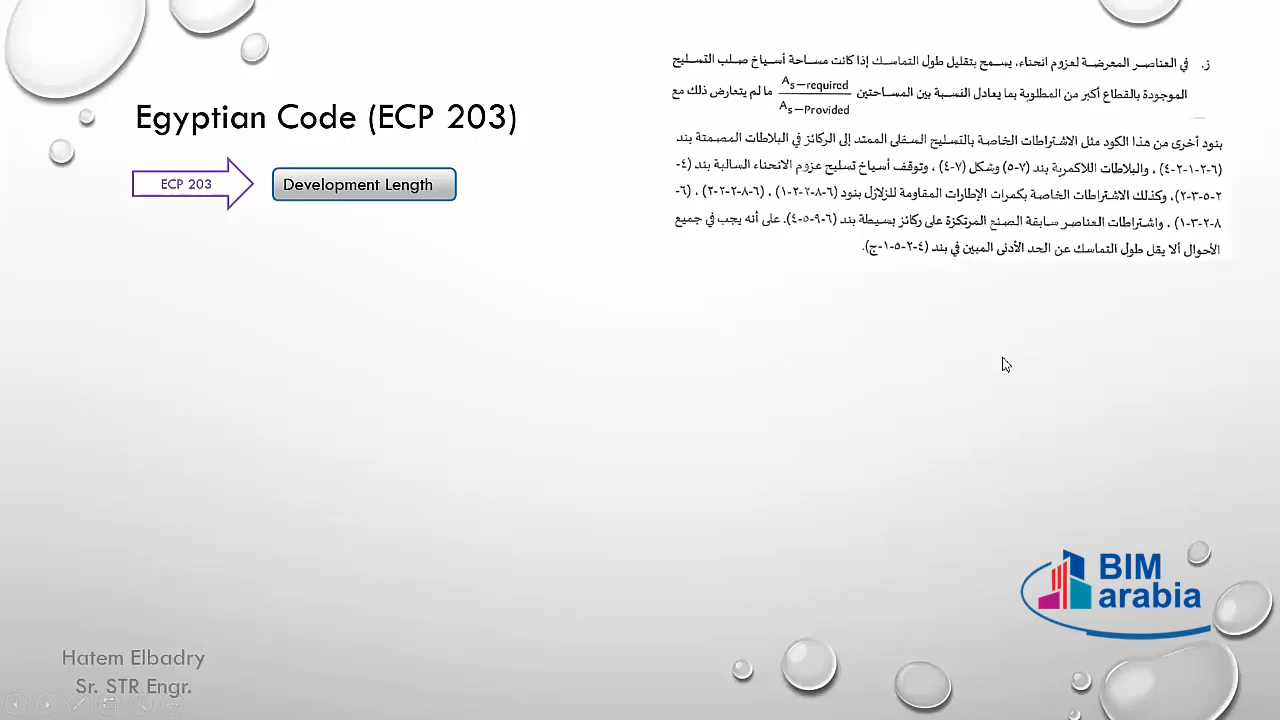 Egyptian Code (ECP 203)
ECP 203
Development Length
ز. في العناصر المعرضة لعزوم انحناء، يسمح بتقليل طول التماسك إذا كانت مساحة أسياخ صلب التسليح
الموجودة بالقطاع أكبر من المطلوبة بما يعادل النسبة بين المساحتين As−required / As−Provided ما لم يتعارض ذلك مع
بنود أخرى من هذا الكود مثل الاشتراطات الخاصة بالتسليح السفلى الممتد إلى الركائز في البلاطات المصمتة بند
(٦-٢-١-٢-٤) ، والبلاطات اللاكمرية بند (٧-٥) وشكل (٧-٤) ، وتوقف أسياخ تسليح عزوم الانحناء السالبة بند (٤-
٢-٥-٣-٢)، وكذلك الاشتراطات الخاصة بكمرات الإطارات المقاومة للزلازل بنود (٦-٨-٢-٢-١) ، (٦-٨-٢-٢-٢) ، (٦-
٨-٢-٣-١) ، واشتراطات العناصر سابقة الصنع المرتكزة على ركائز بسيطة بند (٦-٩-٥-٤). على أنه يجب في جميع
الأحوال ألا يقل طول التماسك عن الحد الأدنى المبين في بند (٤-٢-٥-١-ج).
BIM
arabia
Hatem Elbadry
Sr. STR Engr.